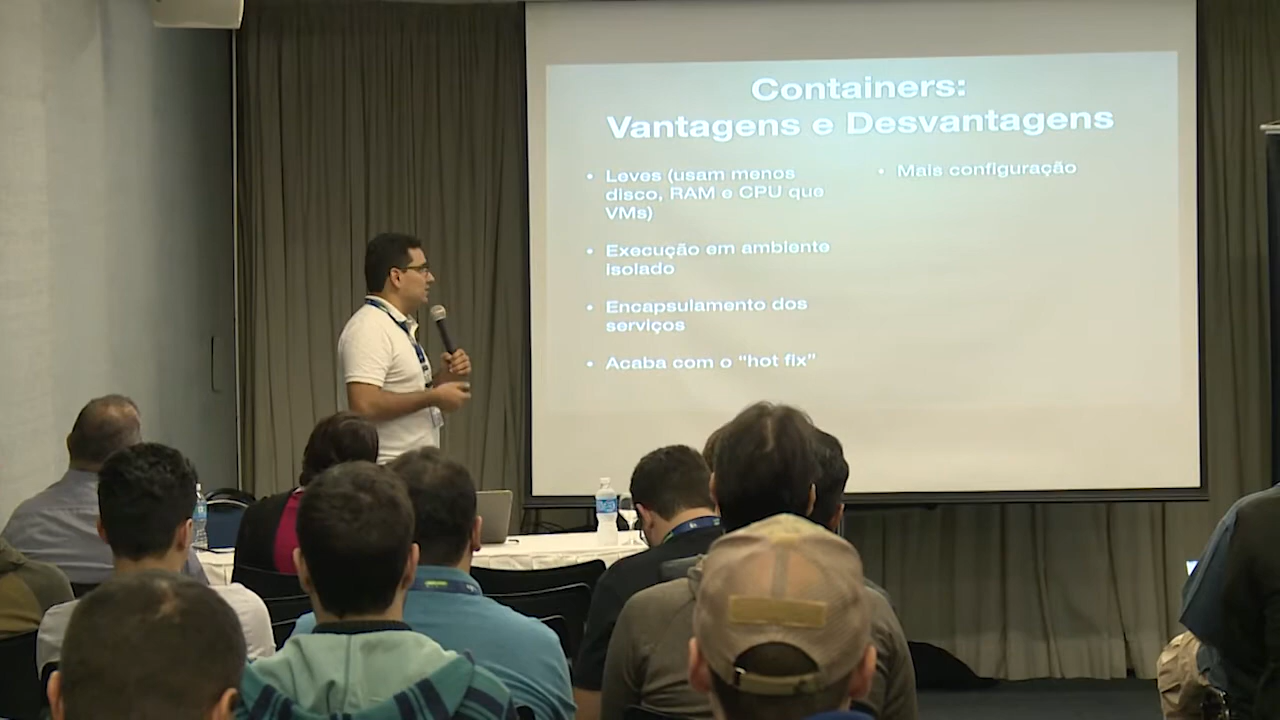 Containers:
Vantagens e Desvantagens
• Leves (usam menos
disco, RAM e CPU que
VMs)
• Execução em ambiente
isolado
• Encapsulamento dos
serviços
• Acaba com o "hot fix"
• Mais configuração